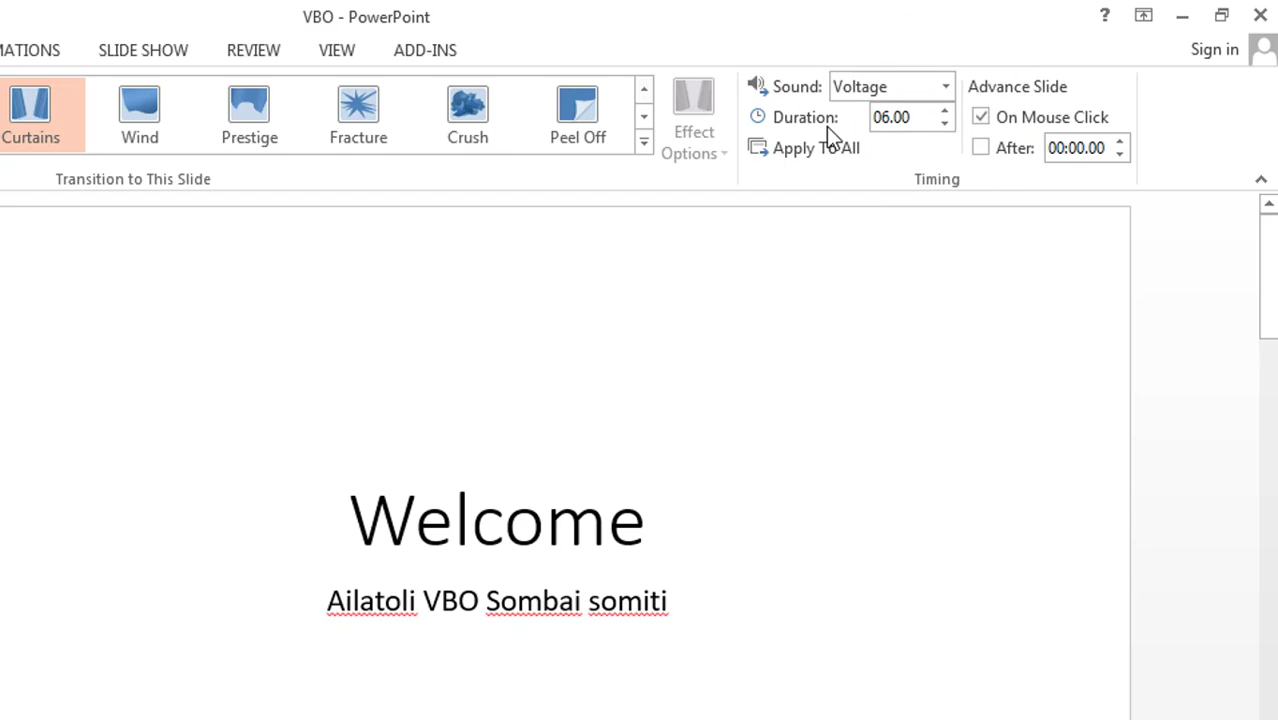 VBO - PowerPoint
?
MATIONS SLIDE SHOW REVIEW VIEW ADD-INS Sign in
Curtains Wind Prestige Fracture Crush Peel Off
Effect Options
Sound: Voltage
Duration: 06.00
Apply To All
Advance Slide
On Mouse Click
After: 00:00.00
Transition to This Slide Timing
Welcome
Ailatoli VBO Sombai somiti